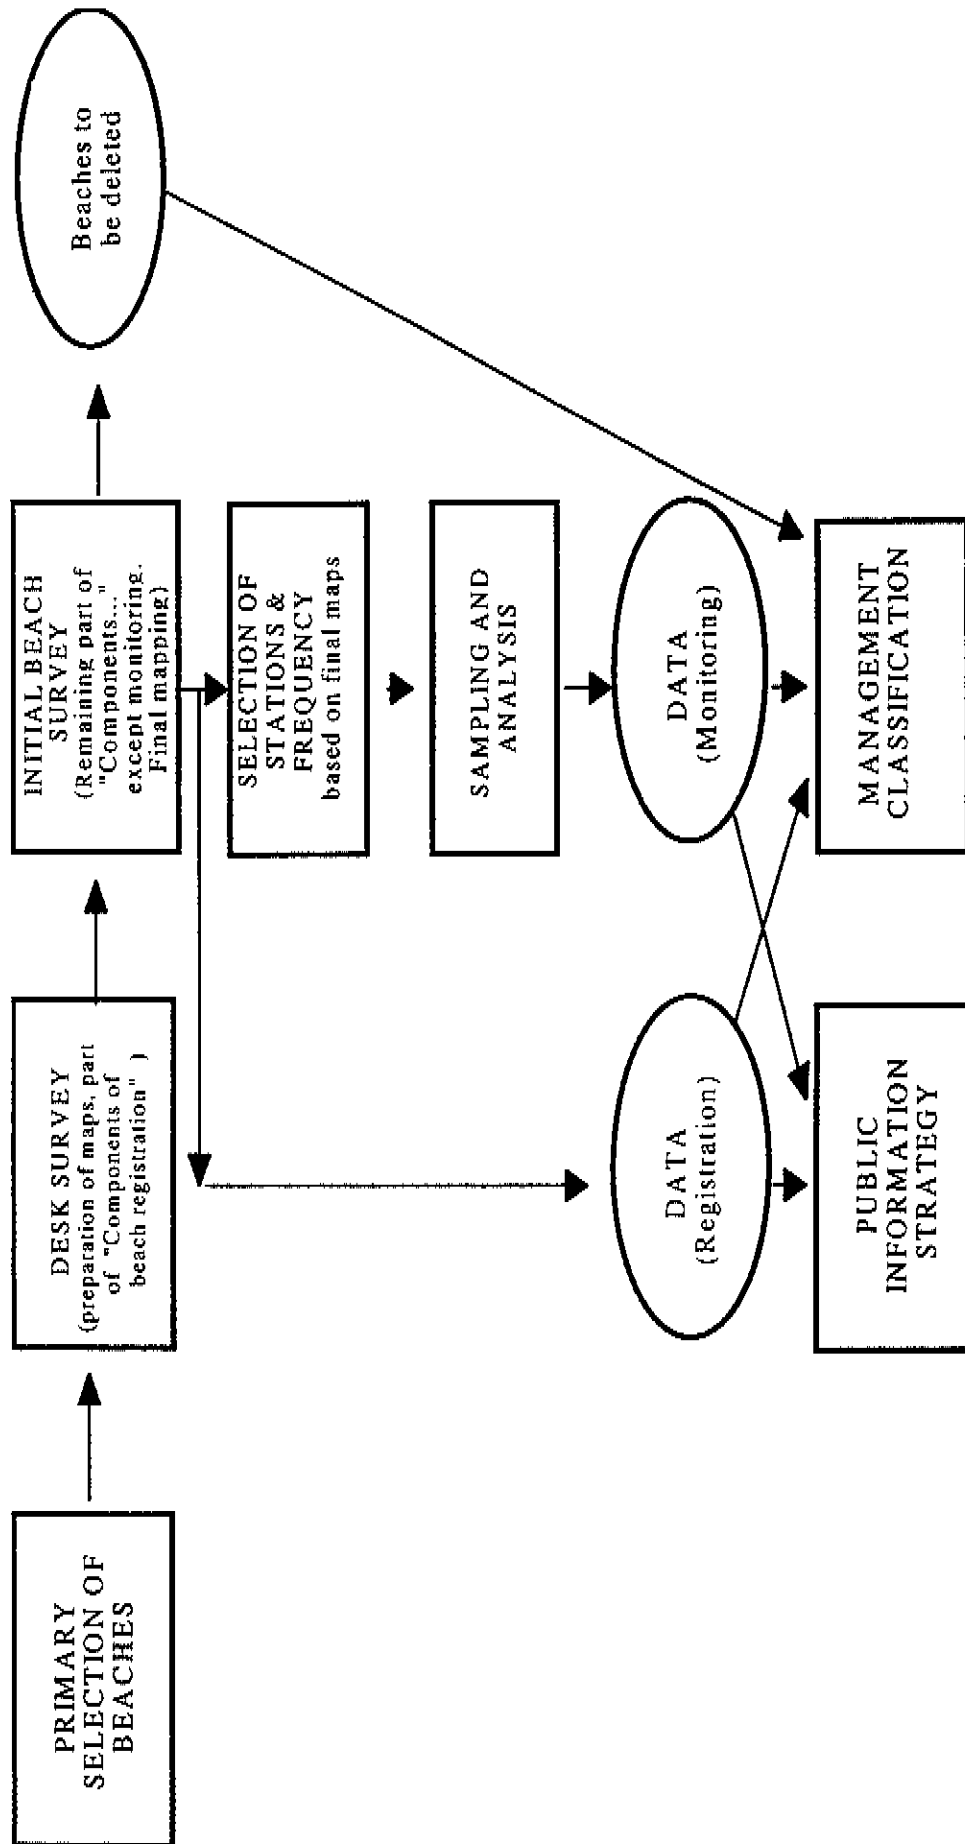 PRIMARY
SELECTION OF
BEACHES
DESK SURVEY
(preparation of maps, part
of "Components of
beach registration" )
INITIAL BEACH
SURVEY
(Remaining part of
"Components..."
except monitoring.
Final mapping)
Beaches to
be deleted
SELECTION OF
STATIONS &
FREQUENCY
based on final maps
SAMPLING AND
ANALYSIS
DATA
(Registration)
DATA
(Monitoring)
PUBLIC
INFORMATION
STRATEGY
MANAGEMENT
CLASSIFICATION